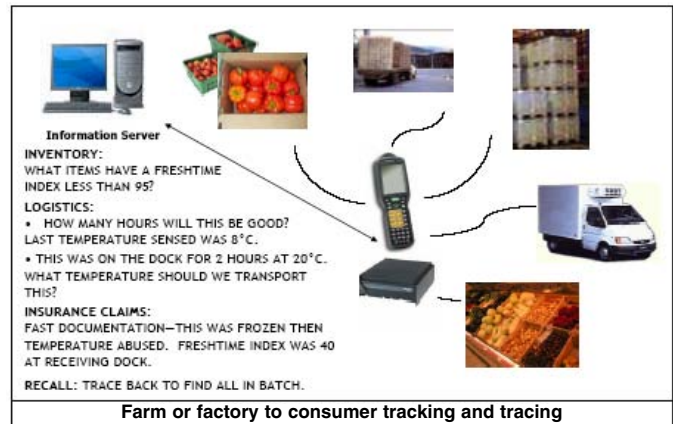 Information Server
INVENTORY:
WHAT ITEMS HAVE A FRESHTIME
INDEX LESS THAN 95?
LOGISTICS:
• HOW MANY HOURS WILL THIS BE GOOD?
LAST TEMPERATURE SENSED WAS 8°C.
• THIS WAS ON THE DOCK FOR 2 HOURS AT 20°C.
WHAT TEMPERATURE SHOULD WE TRANSPORT
THIS?
INSURANCE CLAIMS:
FAST DOCUMENTATION—THIS WAS FROZEN THEN
TEMPERATURE ABUSED. FRESHTIME INDEX WAS 40
AT RECEIVING DOCK.
RECALL: TRACE BACK TO FIND ALL IN BATCH.
Farm or factory to consumer tracking and tracing